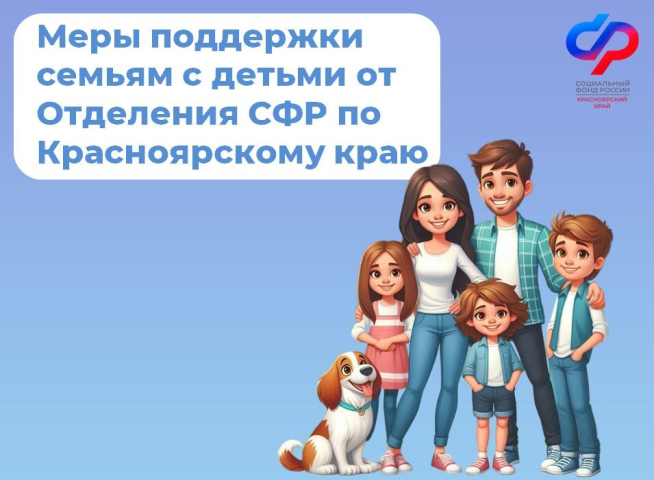 Меры поддержки
семьям с детьми от
Отделения СФР по
Красноярскому краю
СОЦИАЛЬНЫЙ
ФОНД РОССИИ
КРАСНОЯРСКИЙ
КРАЙ